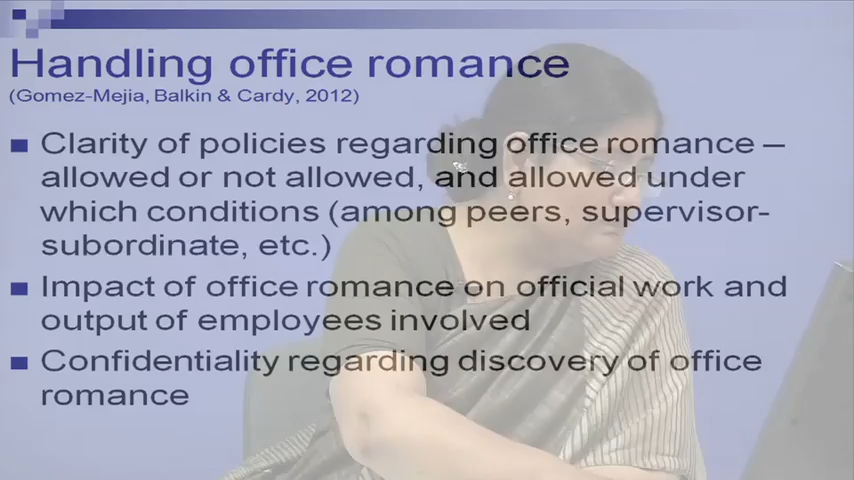 Handling office romance
(Gomez-Mejia, Balkin & Cardy, 2012)
Clarity of policies regarding office romance –
allowed or not allowed, and allowed under
which conditions (among peers, supervisor-
subordinate, etc.)
Impact of office romance on official work and
output of employees involved
Confidentiality regarding discovery of office
romance